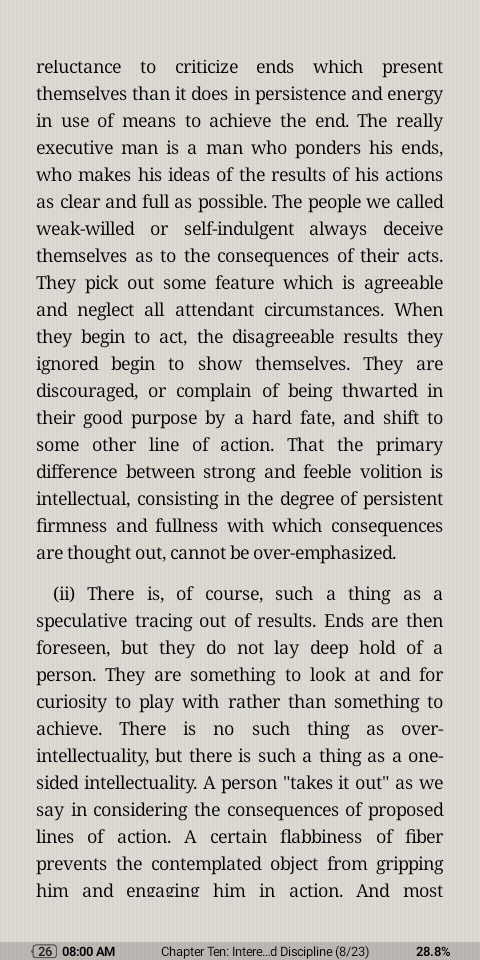 reluctance to criticize ends which present
themselves than it does in persistence and energy
in use of means to achieve the end. The really
executive man is a man who ponders his ends,
who makes his ideas of the results of his actions
as clear and full as possible. The people we called
weak-willed or self-indulgent always deceive
themselves as to the consequences of their acts.
They pick out some feature which is agreeable
and neglect all attendant circumstances. When
they begin to act, the disagreeable results they
ignored begin to show themselves. They are
discouraged, or complain of being thwarted in
their good purpose by a hard fate, and shift to
some other line of action. That the primary
difference between strong and feeble volition is
intellectual, consisting in the degree of persistent
firmness and fullness with which consequences
are thought out, cannot be over-emphasized.
(ii) There is, of course, such a thing as a
speculative tracing out of results. Ends are then
foreseen, but they do not lay deep hold of a
person. They are something to look at and for
curiosity to play with rather than something to
achieve. There is no such thing as over-
intellectuality, but there is such a thing as a one-
sided intellectuality. A person "takes it out" as we
say in considering the consequences of proposed
lines of action. A certain flabbiness of fiber
prevents the contemplated object from gripping
him and engaging him in action. And most
26 08:00 AM Chapter Ten: Intere...d Discipline (8/23) 28.8%